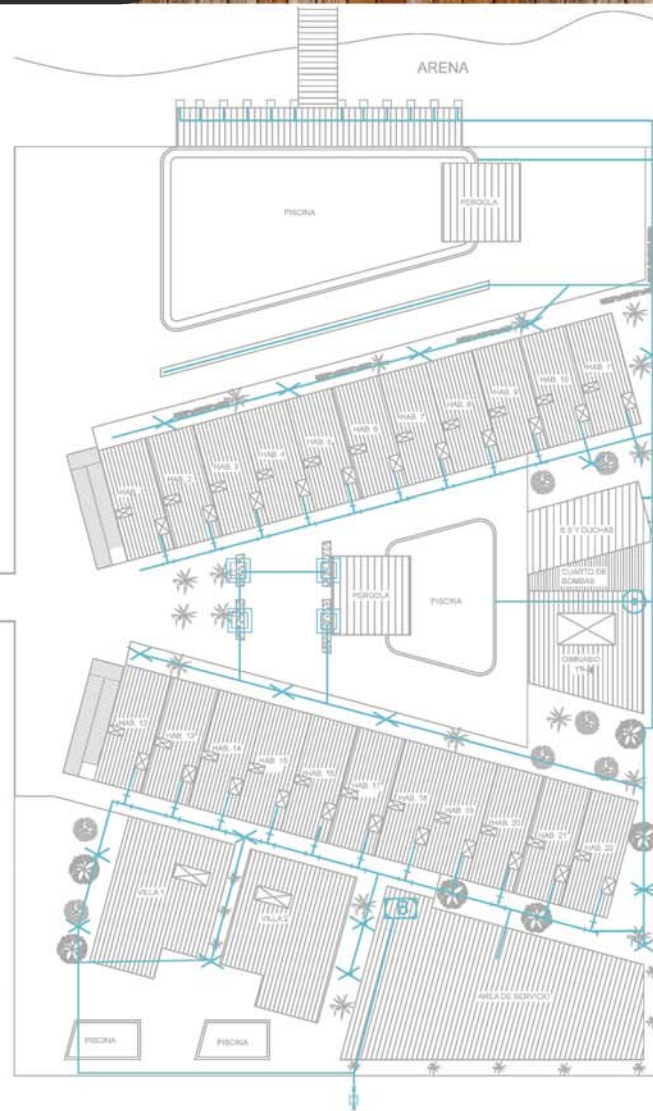 ARENA
PISCINA
PERGOLA
HAB. 1
HAB. 2
HAB. 3
HAB. 4
HAB. 5
HAB. 6
HAB. 7
HAB. 8
HAB. 9
HAB. 10
HAB. 11
S.S Y DUCHAS
CUARTO DE
BOMBAS
PERGOLA
PISCINA
GIMNASIO
HAB. 12
HAB. 13
HAB. 14
HAB. 15
HAB. 16
HAB. 17
HAB. 18
HAB. 19
HAB. 20
HAB. 21
HAB. 22
VILLA 1
VILLA 2
B
AREA DE SERVICIO
PISCINA
PISCINA